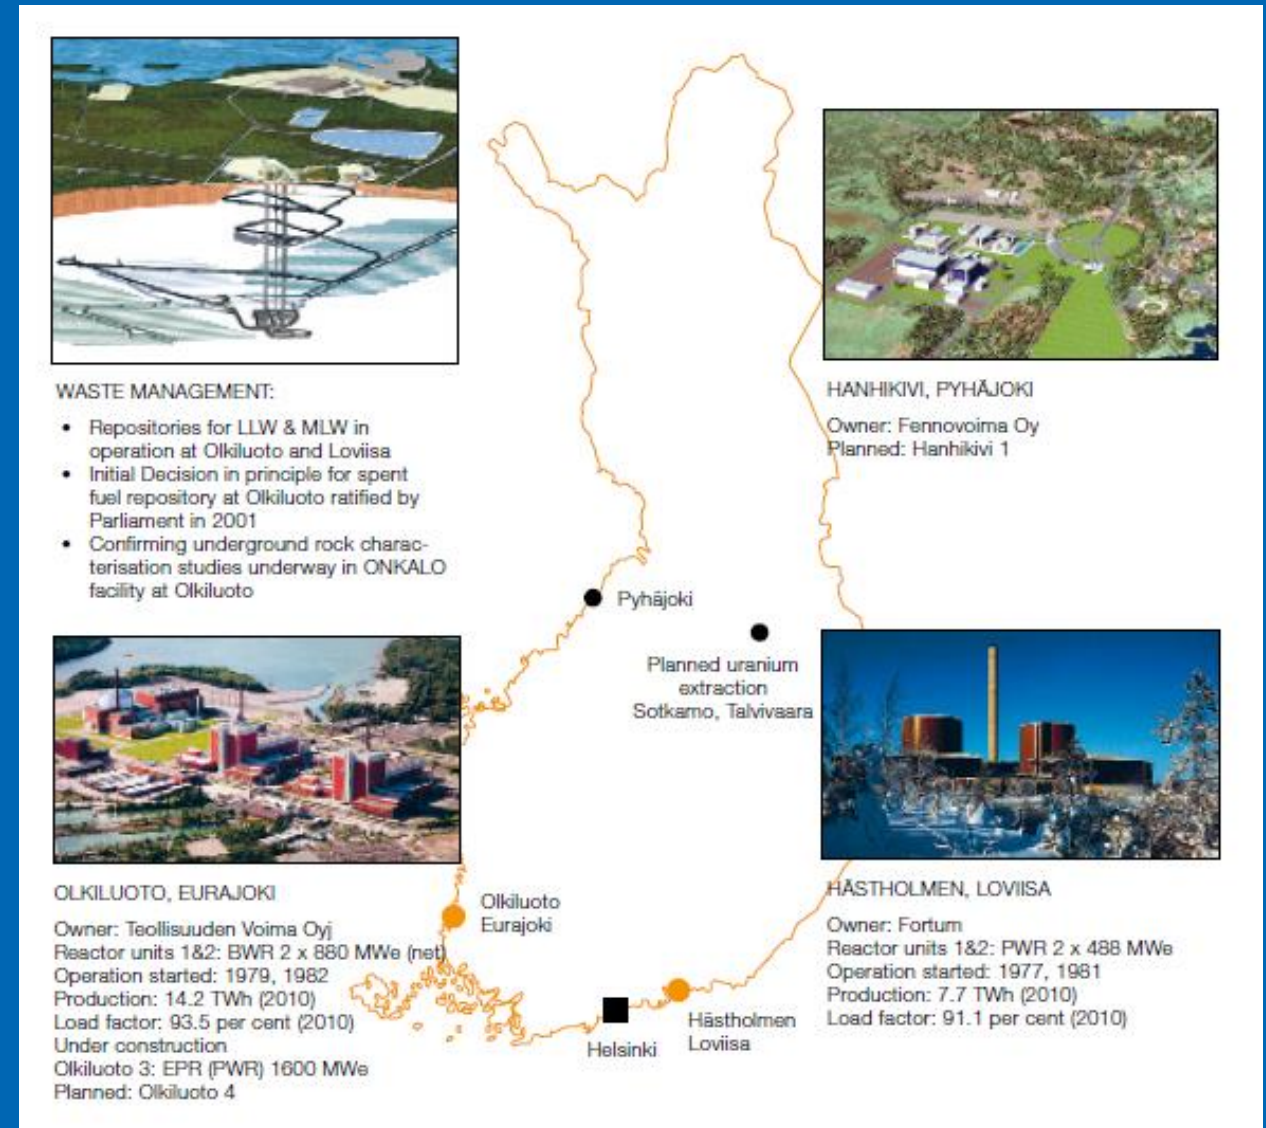 WASTE MANAGEMENT:
• Repositories for LLW & MLW in
operation at Olkiluoto and Loviisa
• Initial Decision in principle for spent
fuel repository at Olkiluoto ratified by
Parliament in 2001
• Confirming underground rock charac-
terisation studies underway in ONKALO
facility at Olkiluoto
HANHIKIVI, PYHÄJOKI
Owner: Fennovoima Oy
Planned: Hanhikivi 1
Pyhäjoki
Planned uranium
extraction
Sotkamo, Talvivaara
OLKILUOTO, EURAJOKI
Owner: Teollisuuden Voima Oyj
Reactor units 1&2: BWR 2 x 880 MWe (net)
Operation started: 1979, 1982
Production: 14.2 TWh (2010)
Load factor: 93.5 per cent (2010)
Under construction
Olkiluoto 3: EPR (PWR) 1600 MWe
Planned: Olkiluoto 4
Olkiluoto
Eurajoki
Helsinki
Hästholmen
Loviisa
HÄSTHOLMEN, LOVIISA
Owner: Fortum
Reactor units 1&2: PWR 2 x 488 MWe
Operation started: 1977, 1981
Production: 7.7 TWh (2010)
Load factor: 91.1 per cent (2010)